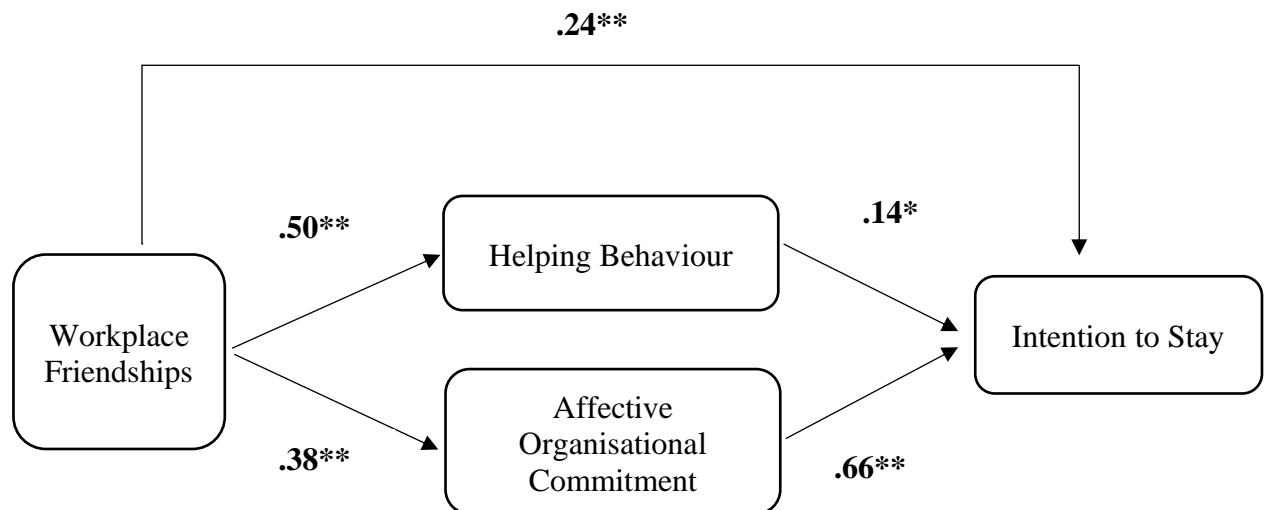 .24**
.50**
Helping Behaviour
.14*
Workplace
Friendships
Intention to Stay
Affective
Organisational
Commitment
.38**
.66**